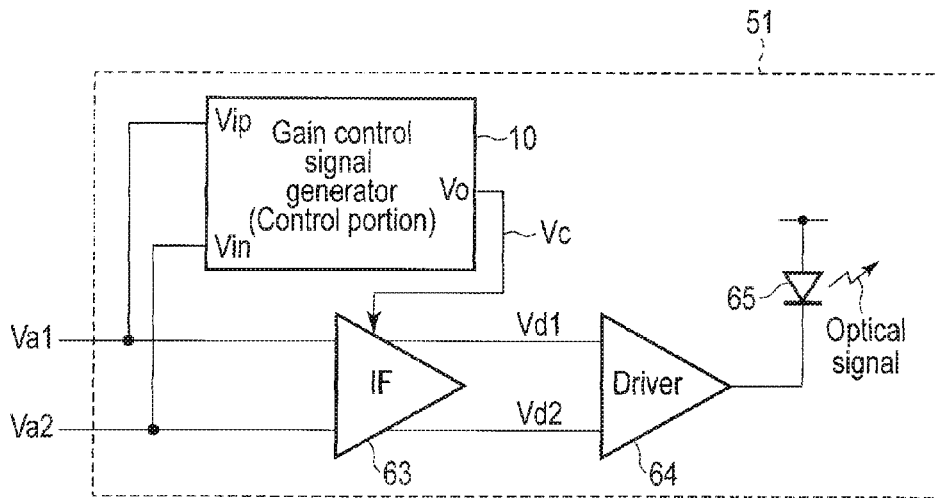 51
Vip
Gain control
signal
generator
(Control portion)
10
Vo
Vin
Vc
65
Optical
signal
Va1
Vd1
IF
Driver
Va2
Vd2
63
64